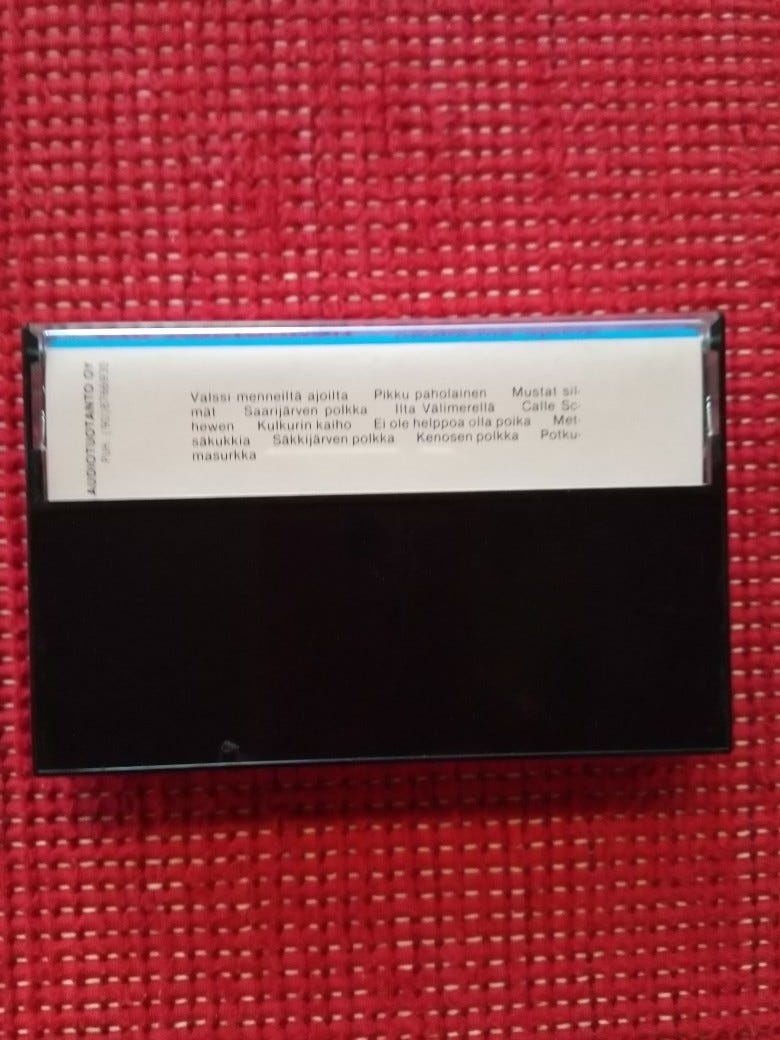 Valssi menneiltä ajoilta Pikku paholainen Mustat sil-
mät Saarijärven polkka Ilta Välimerellä Calle Sc-
hewen Kulkurin kaiho Ei ole helppoa olla poika Met-
säkukkia Säkkijärven polkka Kenosen polkka Potku-
masurkka
AUDIOTUOTANTO OY